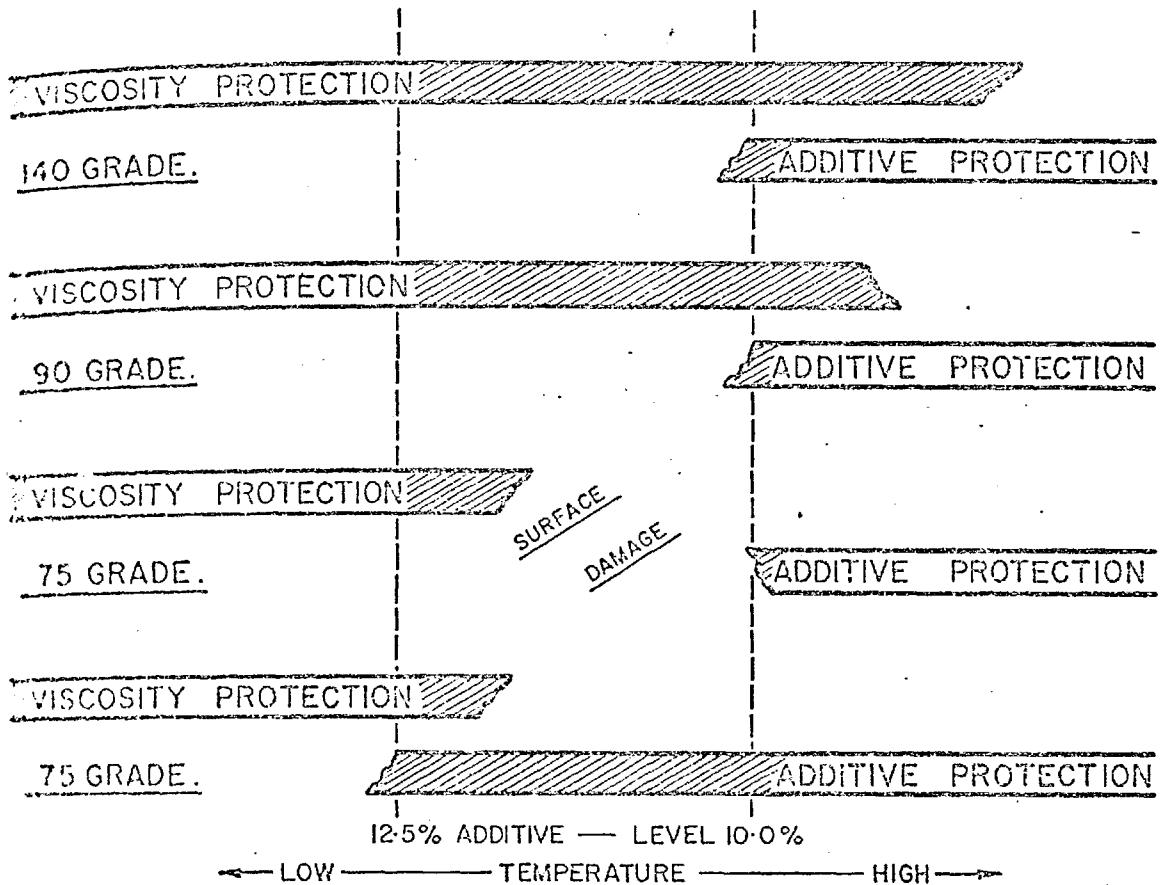 VISCOSITY PROTECTION
140 GRADE.
ADDITIVE PROTECTION
VISCOSITY PROTECTION
90 GRADE.
ADDITIVE PROTECTION
VISCOSITY PROTECTION
SURFACE
DAMAGE
75 GRADE.
ADDITIVE PROTECTION
VISCOSITY PROTECTION
75 GRADE.
ADDITIVE PROTECTION
12·5% ADDITIVE — LEVEL 10·0%
← LOW — TEMPERATURE — HIGH →